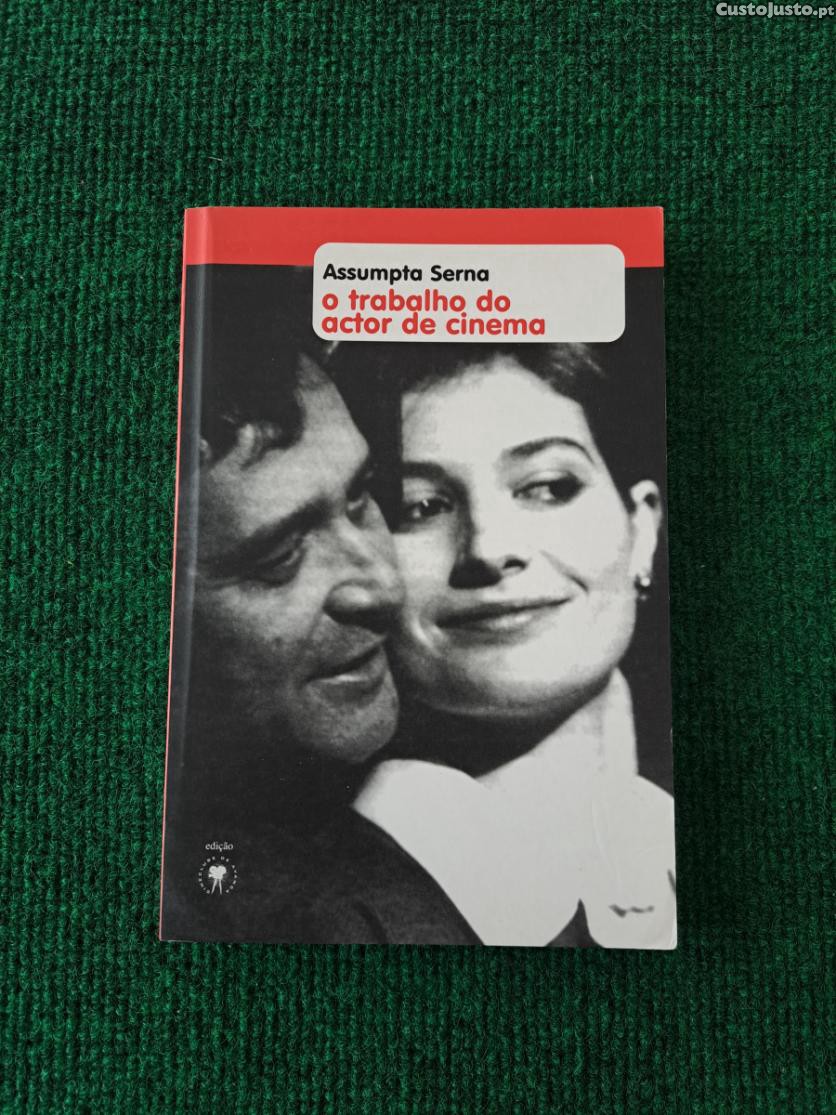 CustoJusto.pt
Assumpta Serna
o trabalho do
actor de cinema
edição